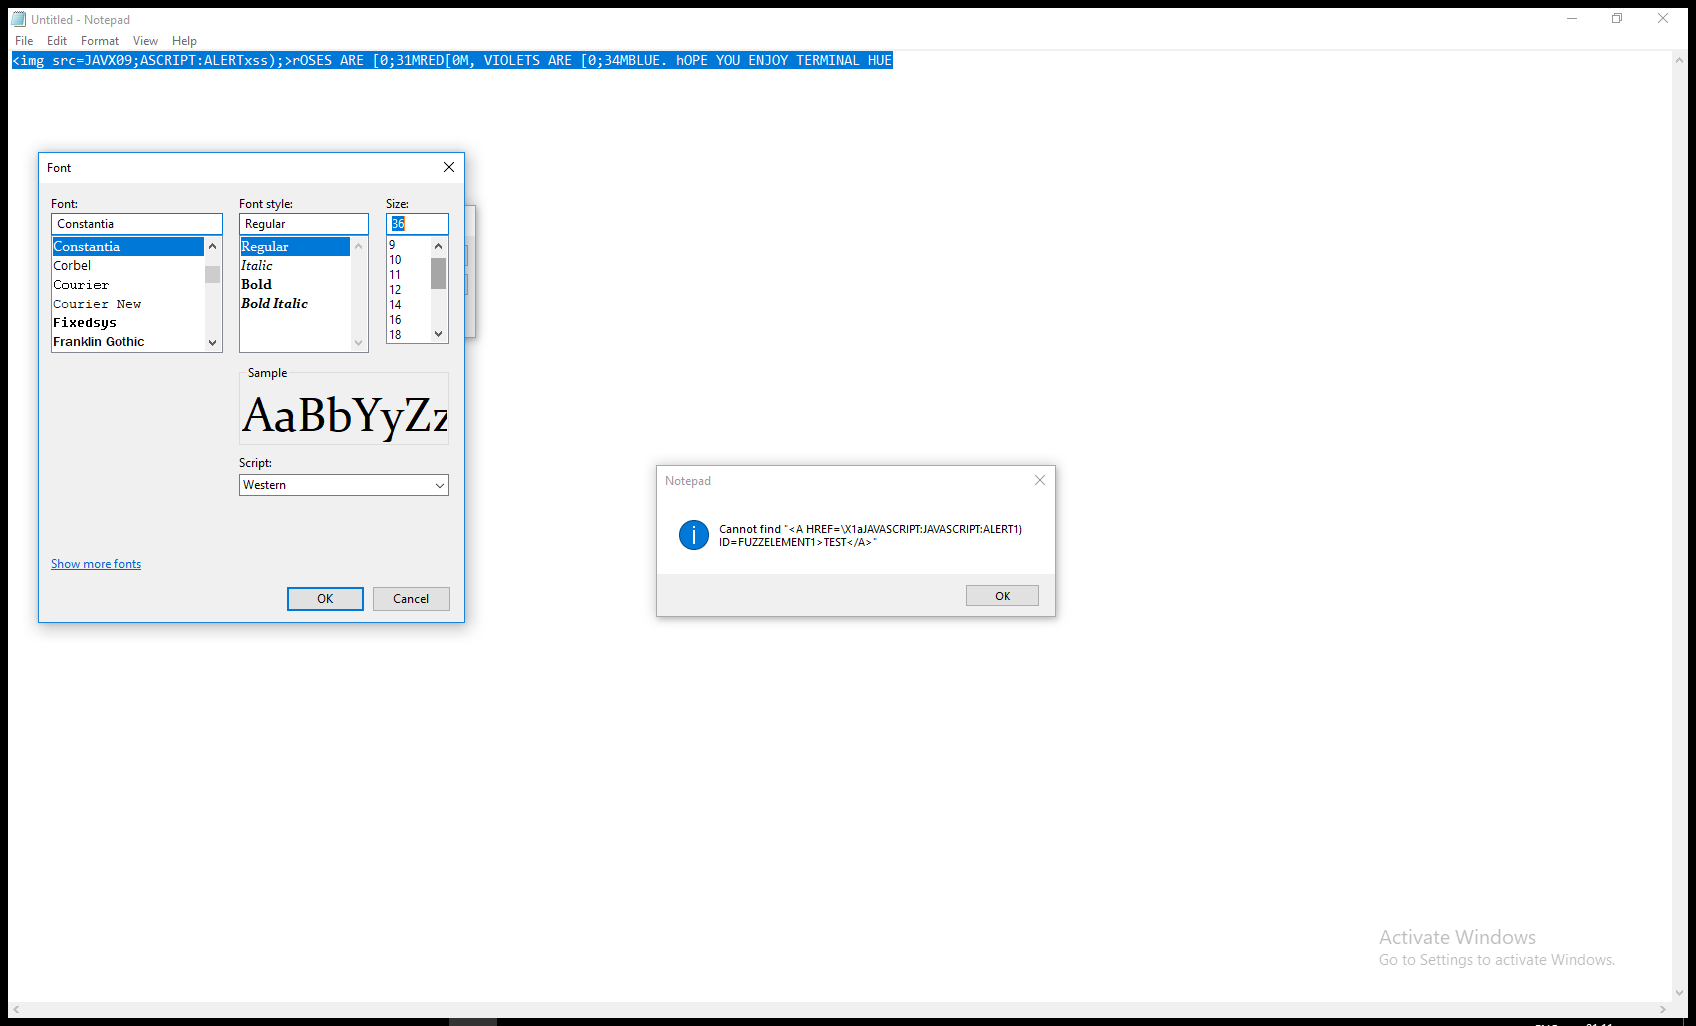 Untitled - Notepad
File Edit Format View Help
<img src=JAVX09;ASCRIPT:ALERTxss);>rOSES ARE [0;31MRED[0M, VIOLETS ARE [0;34MBLUE. hOPE YOU ENJOY TERMINAL HUE
Font
Font: Font style: Size:
Constantia Regular 36
Constantia
Corbel
Courier
Courier New
Fixedsys
Franklin Gothic
Regular
Italic
Bold
Bold Italic
9
10
11
12
14
16
18
Sample
AaBbYyZz
Script:
Western
Show more fonts
OK Cancel
Notepad
Cannot find "<A HREF=\X1aJAVASCRIPT:JAVASCRIPT:ALERT1)
ID=FUZZELEMENT1>TEST</A>"
OK
Activate Windows
Go to Settings to activate Windows.